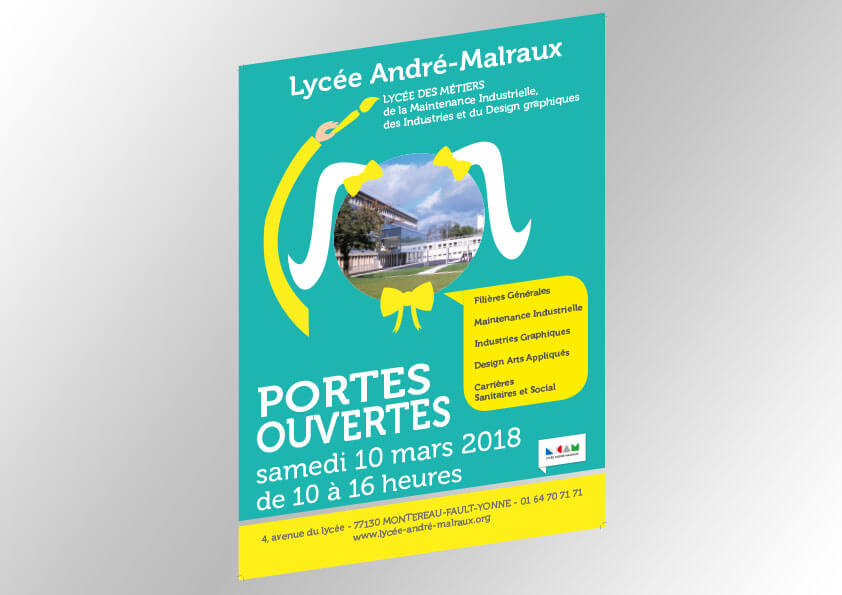 Lycée André-Malraux
LYCÉE DES MÉTIERS
de la Maintenance Industrielle,
des Industries et du Design graphiques
Filières Générales
Maintenance Industrielle
Industries Graphiques
Design Arts Appliqués
Carrières
Sanitaires et Social
PORTES
OUVERTES
samedi 10 mars 2018
de 10 à 16 heures
LYCÉE ANDRÉ-MALRAUX
4, avenue du lycée - 77130 MONTEREAU-FAULT-YONNE - 01 64 70 71 71
www.lycée-andré-malraux.org